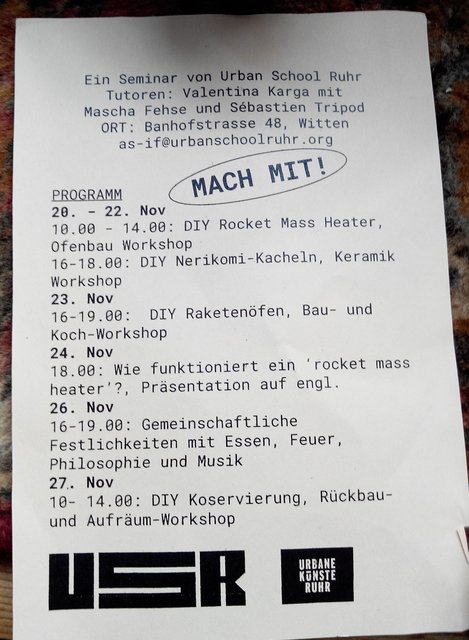 Ein Seminar von Urban School Ruhr
Tutoren: Valentina Karga mit
Mascha Fehse und Sébastien Tripod
ORT: Banhofstrasse 48, Witten
as-if@urbanschoolruhr.org
MACH MIT!
PROGRAMM
20. - 22. Nov
10.00 - 14.00: DIY Rocket Mass Heater,
Ofenbau Workshop
16-18.00: DIY Nerikomi-Kacheln, Keramik
Workshop
23. Nov
16-19.00: DIY Raketenöfen, Bau- und
Koch-Workshop
24. Nov
18.00: Wie funktioniert ein 'rocket mass
heater'?, Präsentation auf engl.
26. Nov
16-19.00: Gemeinschaftliche
Festlichkeiten mit Essen, Feuer,
Philosophie und Musik
27. Nov
10- 14.00: DIY Koservierung, Rückbau-
und Aufräum-Workshop
USR
URBANE
KÜNSTE
RUHR